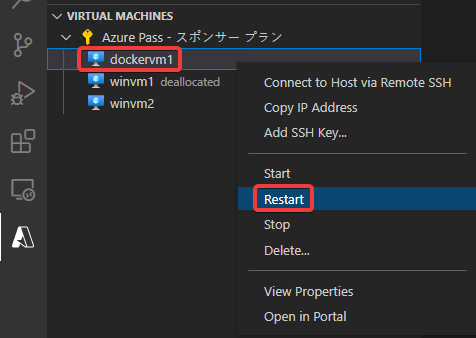 VIRTUAL MACHINES
Azure Pass - スポンサー プラン
dockervm1
winvm1 deallocated
winvm2
Connect to Host via Remote SSH
Copy IP Address
Add SSH Key...
Start
Restart
Stop
Delete...
View Properties
Open in Portal